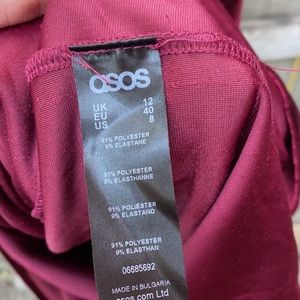 asos
UK 12
EU 40
US 8
91% POLYESTER
9% ELASTANE
91% POLYESTER
9% ELASTHANNE
91% POLIÉSTER
9% ELASTANO
91% POLYESTER
9% ELASTHAN
06685692
MADE IN BULGARIA
asos.com Ltd